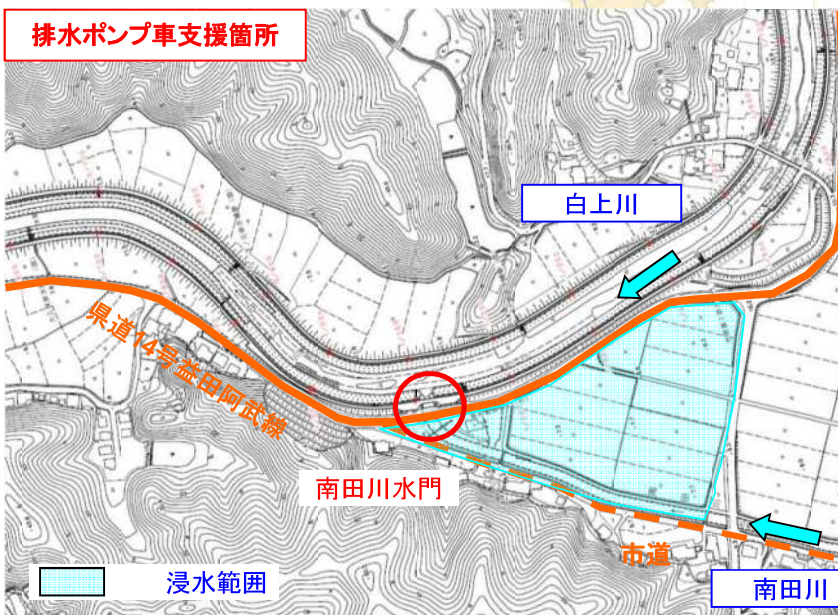 排水ポンプ車支援箇所
白上川
県道14号益田阿武線
南田川水門
市道
浸水範囲
南田川